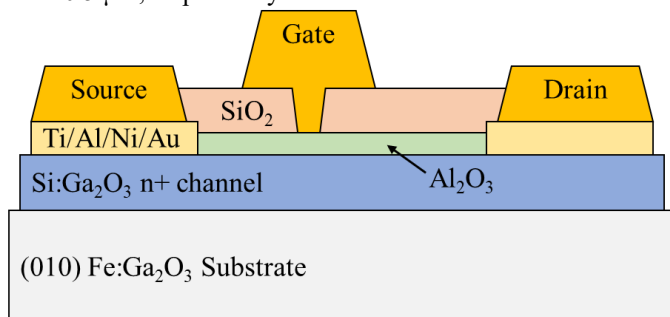 Gate
Source
Drain
SiO₂
Ti/Al/Ni/Au
Si:Ga₂O₃ n+ channel
Al₂O₃
(010) Fe:Ga₂O₃ Substrate